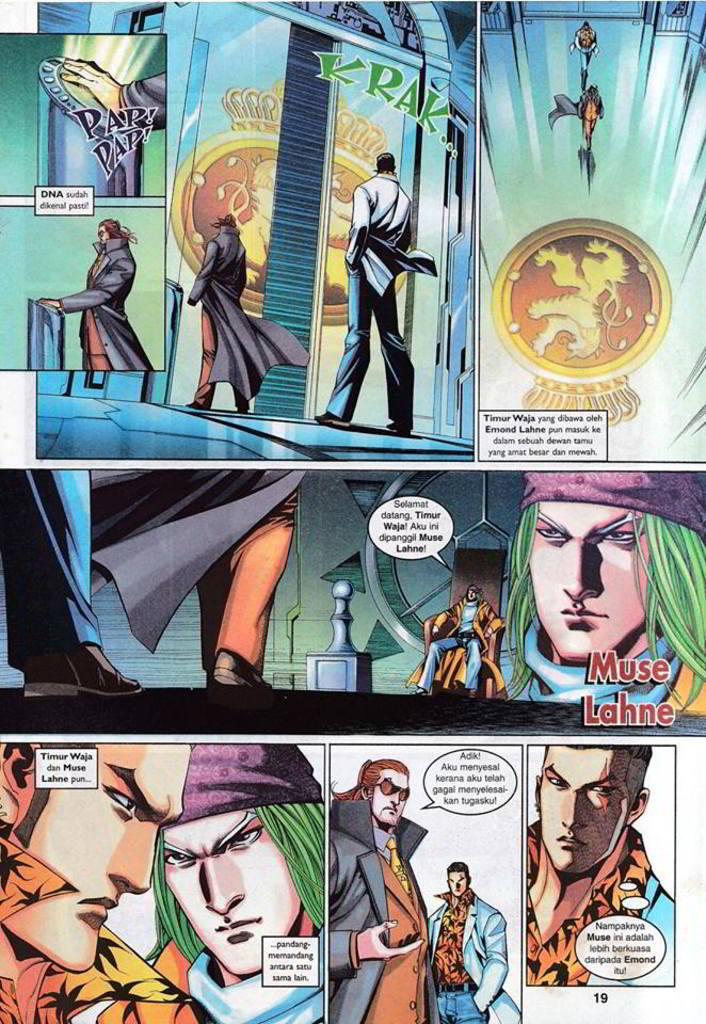 PAP!
PAP!
DNA sudah
dikenal pasti!
KRAK...
Timur Waja yang dibawa oleh
Emond Lahne pun masuk ke
dalam sebuah dewan tamu
yang amat besar dan mewah.
Selamat
datang, Timur
Waja! Aku ini
dipanggil Muse
Lahne!
Muse
Lahne
Timur Waja
dan Muse
Lahne pun...
...pandang-
memandang
antara satu
sama lain.
Adik!
Aku menyesal
kerana aku telah
gagal menyelesai-
kan tugasku!
Nampaknya
Muse ini adalah
lebih berkuasa
daripada Emond
itu!
19